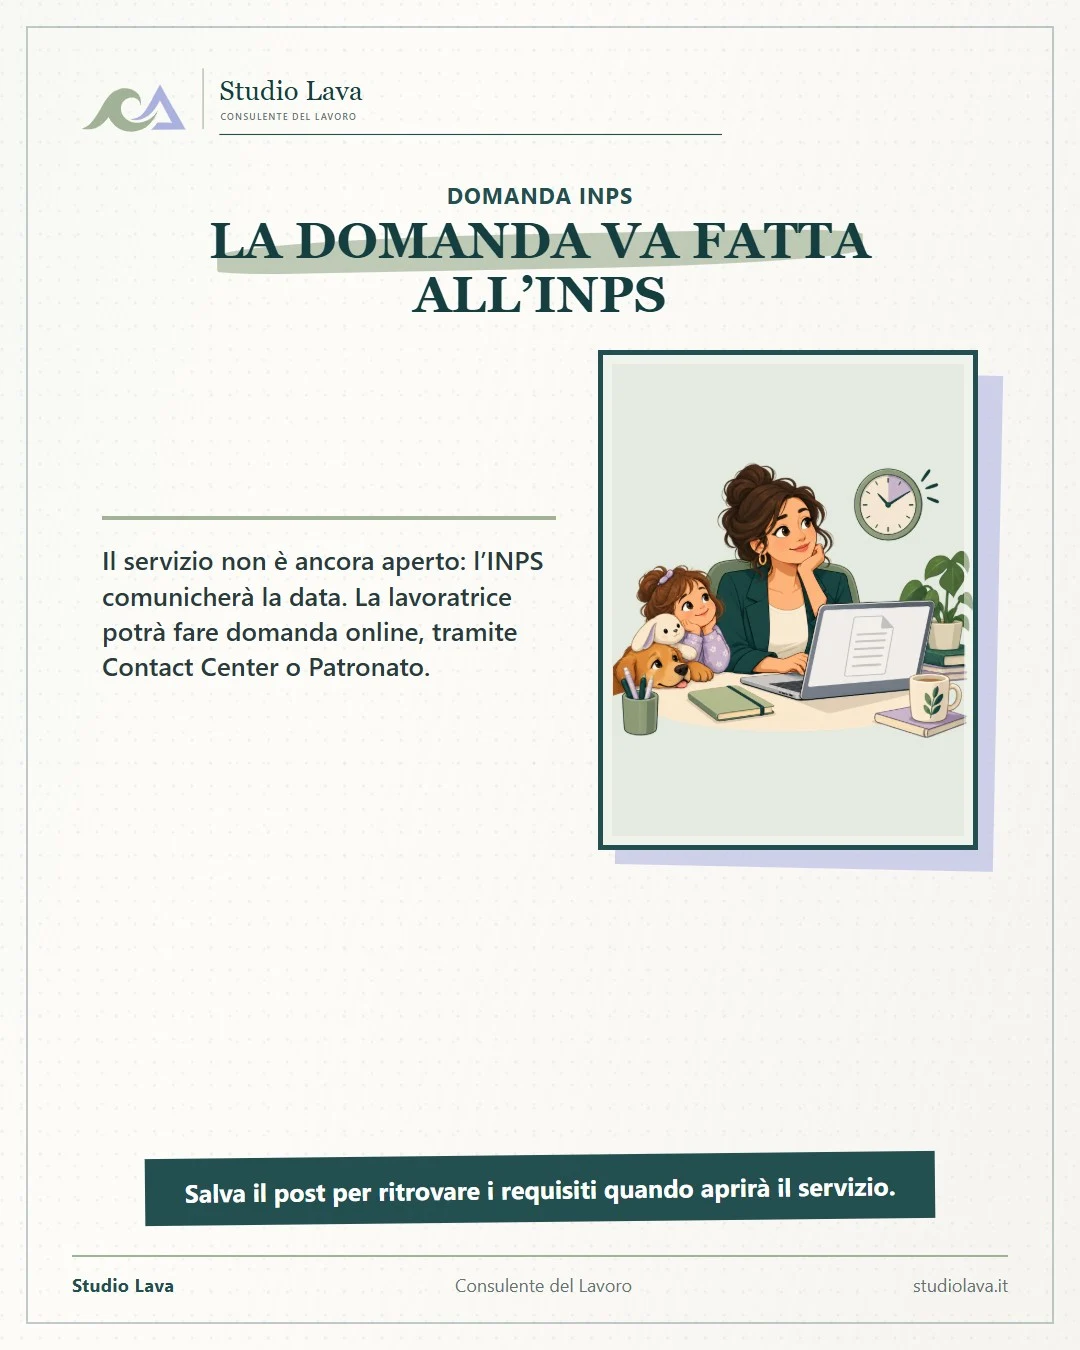 Studio Lava
CONSULENTE DEL LAVORO
DOMANDA INPS
LA DOMANDA VA FATTA
ALL’INPS
Il servizio non è ancora aperto: l’INPS
comunicherà la data. La lavoratrice
potrà fare domanda online, tramite
Contact Center o Patronato.
Salva il post per ritrovare i requisiti quando aprirà il servizio.
Studio Lava
Consulente del Lavoro
studiolava.it